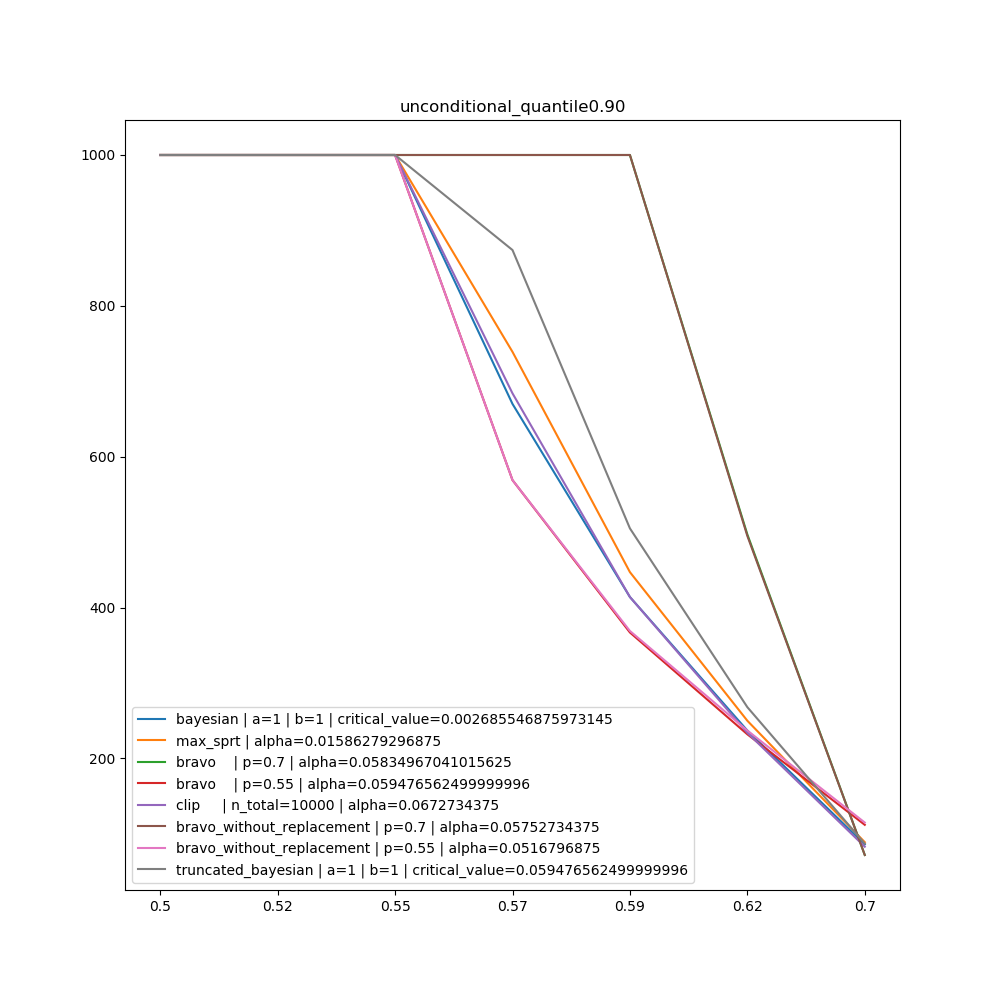 unconditional_quantile0.90
1000
800
600
400
200
bayesian | a=1 | b=1 | critical_value=0.002685546875973145
max_sprt | alpha=0.01586279296875
bravo | p=0.7 | alpha=0.05834967041015625
bravo | p=0.55 | alpha=0.059476562499999996
clip | n_total=10000 | alpha=0.0672734375
bravo_without_replacement | p=0.7 | alpha=0.05752734375
bravo_without_replacement | p=0.55 | alpha=0.0516796875
truncated_bayesian | a=1 | b=1 | critical_value=0.059476562499999996
0.5 0.52 0.55 0.57 0.59 0.62 0.7